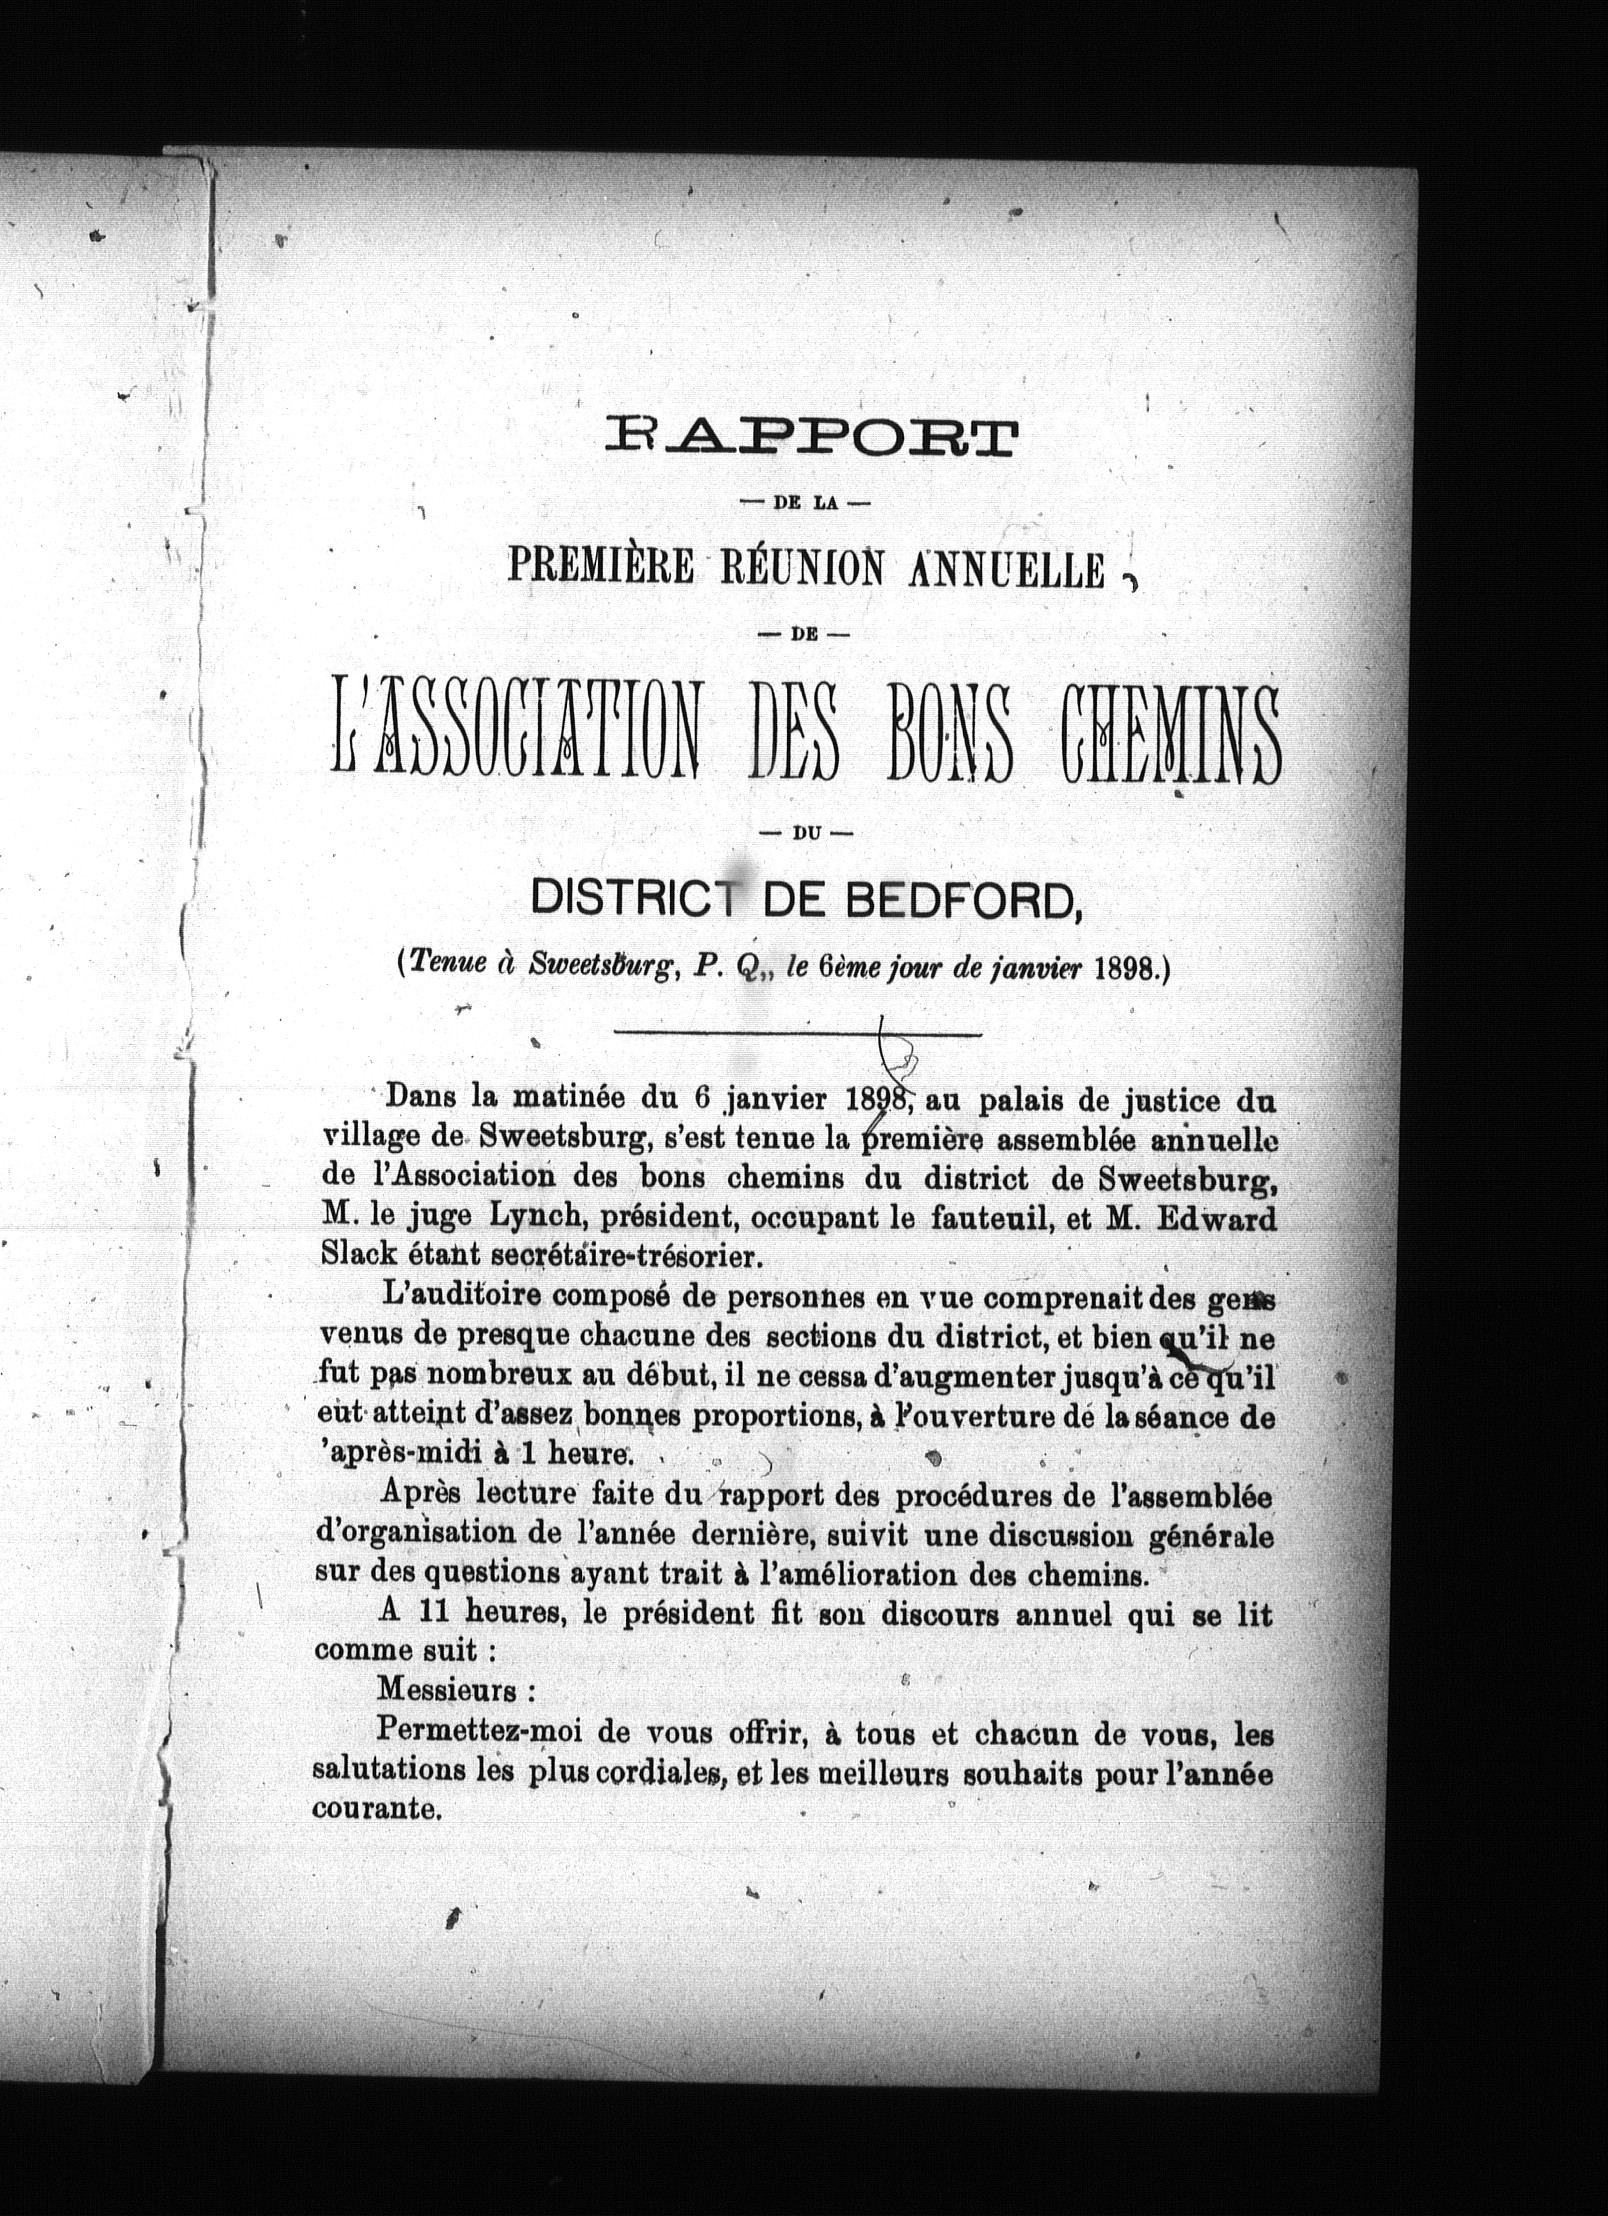 RAPPORT
— DE LA —
PREMIÈRE RÉUNION ANNUELLE
— DE —
L'ASSOCIATION DES BONS CHEMINS
— DU —
DISTRICT DE BEDFORD,
(Tenue à Sweetsburg, P. Q,, le 6ème jour de janvier 1898.)
Dans la matinée du 6 janvier 1898, au palais de justice du
village de Sweetsburg, s'est tenue la première assemblée annuelle
de l'Association des bons chemins du district de Sweetsburg,
M. le juge Lynch, président, occupant le fauteuil, et M. Edward
Slack étant secrétaire-trésorier.
L'auditoire composé de personnes en vue comprenait des gens
venus de presque chacune des sections du district, et bien qu'il ne
fut pas nombreux au début, il ne cessa d'augmenter jusqu'à ce qu'il
eut atteint d'assez bonnes proportions, à l'ouverture de la séance de
'après-midi à 1 heure.
Après lecture faite du rapport des procédures de l'assemblée
d'organisation de l'année dernière, suivit une discussion générale
sur des questions ayant trait à l'amélioration des chemins.
A 11 heures, le président fit son discours annuel qui se lit
comme suit :
Messieurs :
Permettez-moi de vous offrir, à tous et chacun de vous, les
salutations les plus cordiales, et les meilleurs souhaits pour l'année
courante.